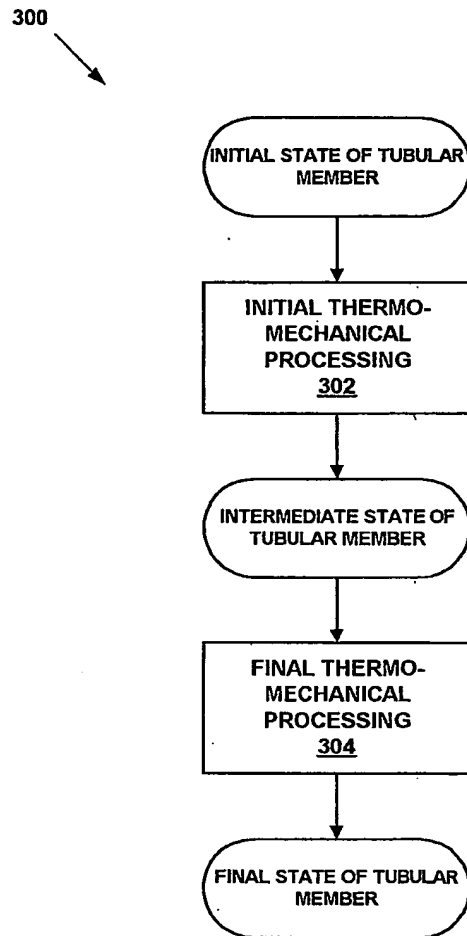 300
INITIAL STATE OF TUBULAR
MEMBER
INITIAL THERMO-
MECHANICAL
PROCESSING
302
INTERMEDIATE STATE OF
TUBULAR MEMBER
FINAL THERMO-
MECHANICAL
PROCESSING
304
FINAL STATE OF TUBULAR
MEMBER